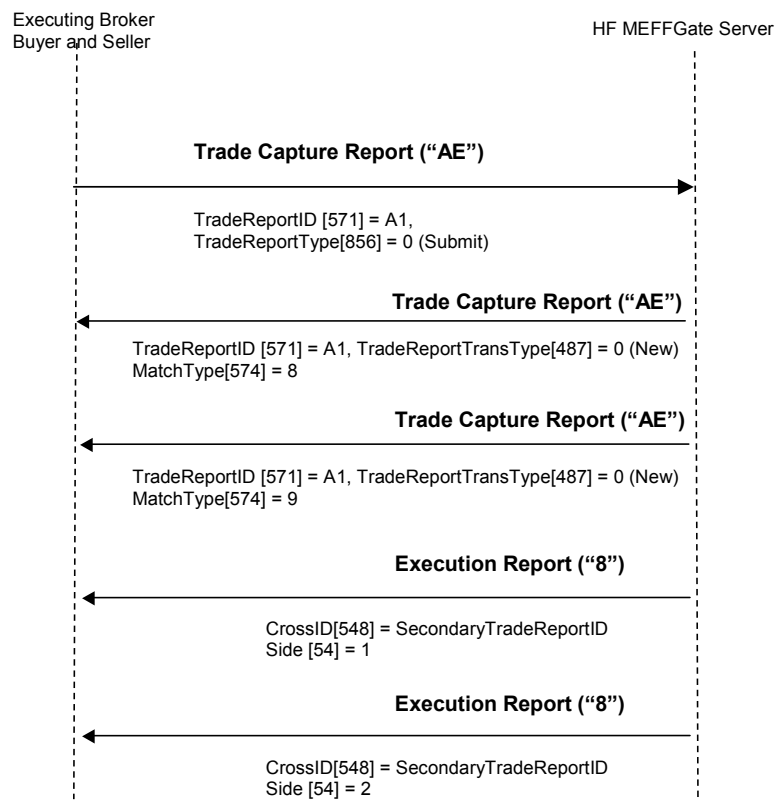 Executing Broker
Buyer and Seller
HF MEFFGate Server
Trade Capture Report (“AE”)
TradeReportID [571] = A1,
TradeReportType[856] = 0 (Submit)
Trade Capture Report (“AE”)
TradeReportID [571] = A1, TradeReportTransType[487] = 0 (New)
MatchType[574] = 8
Trade Capture Report (“AE”)
TradeReportID [571] = A1, TradeReportTransType[487] = 0 (New)
MatchType[574] = 9
Execution Report (“8”)
CrossID[548] = SecondaryTradeReportID
Side [54] = 1
Execution Report (“8”)
CrossID[548] = SecondaryTradeReportID
Side [54] = 2